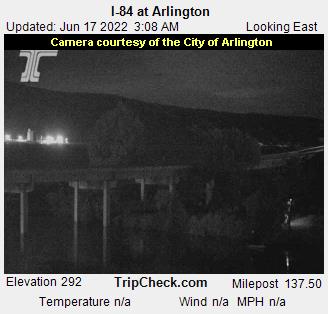 I-84 at Arlington
Updated: Jun 17 2022 3:08 AM Looking East
Camera courtesy of the City of Arlington
Elevation 292 TripCheck.com Milepost 137.50
Temperature n/a Wind n/a MPH n/a